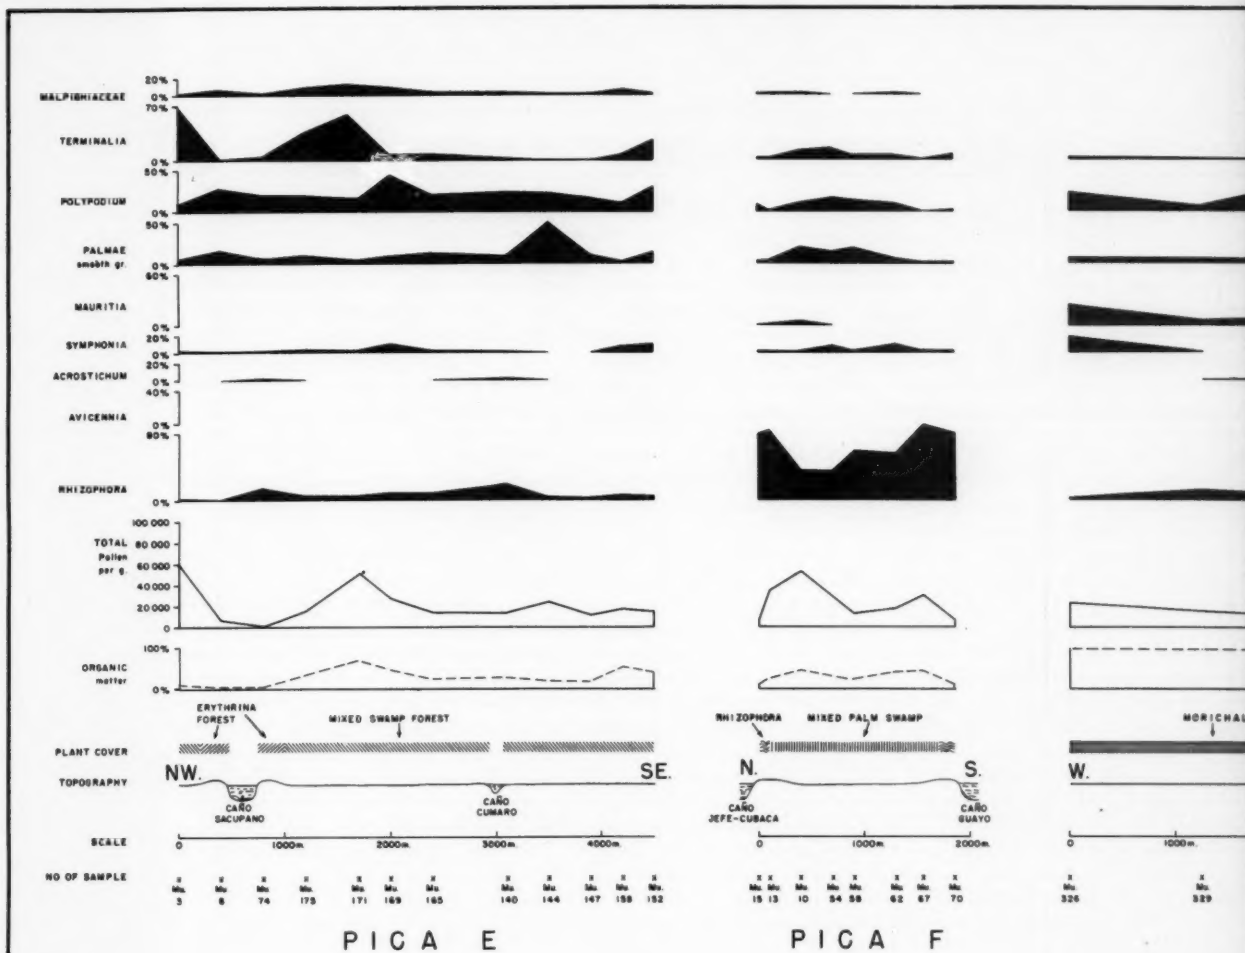 MALPIGHIACEAE 20% 0%
TERMINALIA 70% 0%
POLYPODIUM 50% 0%
PALMAE 50%
smooth gr. 0%
MAURITIA 60% 0%
SYMPHONIA 20% 0%
ACROSTICHUM 20% 0%
AVICENNIA 40% 0%
RHIZOPHORA 90% 0%
100 000
TOTAL 80 000
Pollen 60 000
per g. 40 000
20 000
0
ORGANIC 100%
matter 0%
ERYTHRINA FOREST MIXED SWAMP FOREST RHIZOPHORA MIXED PALM SWAMP MORICHAL
PLANT COVER
NW. SE. N. S. W.
TOPOGRAPHY
CAÑO SACUPANO CAÑO CUMARO CAÑO JEFE-CUBACA CAÑO GUAYO
SCALE 0 1000m. 2000m. 3000m. 4000m. 0 1000m. 2000m. 0 1000m.
NO OF SAMPLE
x x x x x x x x x x x x x x x x x x x x x x
Mu. Mu. Mu. Mu. Mu. Mu. Mu. Mu. Mu. Mu. Mu. Mu. Mu. Mu. Mu. Mu. Mu. Mu. Mu. Mu. Mu. Mu.
3 6 74 175 171 169 165 140 144 147 158 152 15 13 10 54 58 62 67 70 326 329
PICA E PICA F